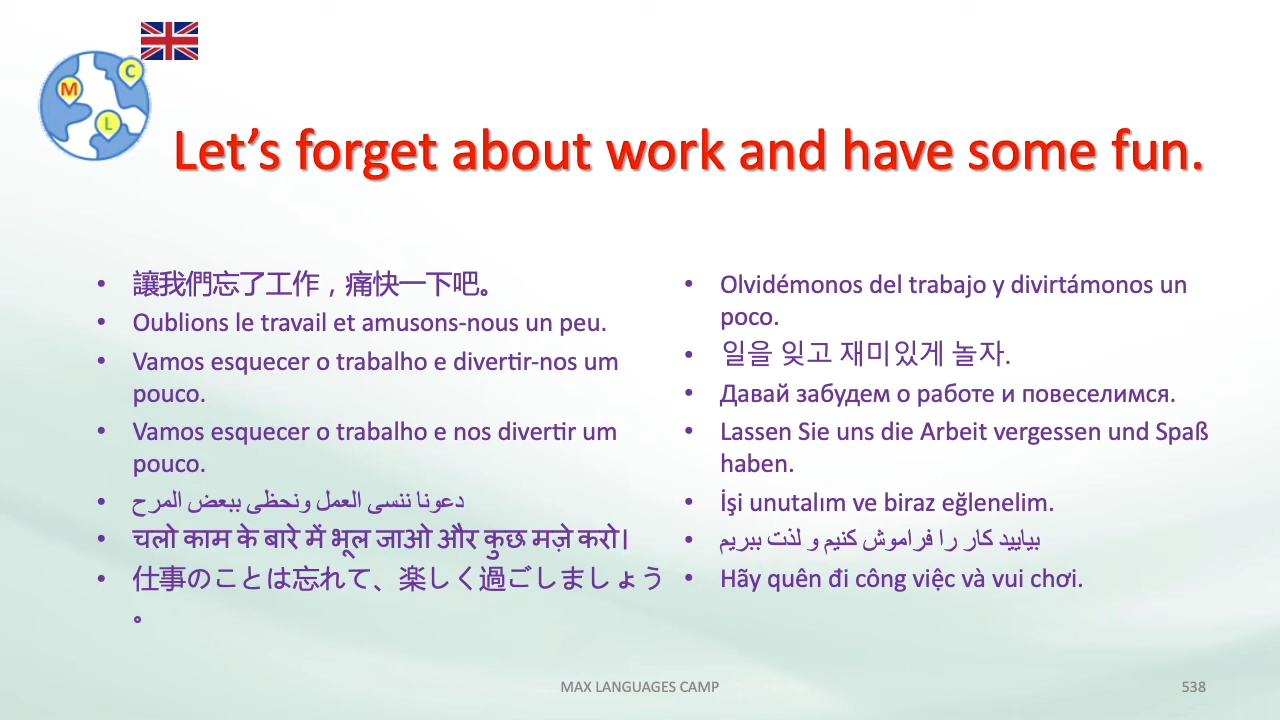 M
C
L
Let’s forget about work and have some fun.
• 讓我們忘了工作，痛快一下吧。
• Oublions le travail et amusons-nous un peu.
• Vamos esquecer o trabalho e divertir-nos um
pouco.
• Vamos esquecer o trabalho e nos divertir um
pouco.
• دعونا ننسى العمل ونحظى ببعض المرح
• चलो काम के बारे में भूल जाओ और कुछ मज़े करो।
• 仕事のことは忘れて、楽しく過ごしましょう
。
• Olvidémonos del trabajo y divirtámonos un
poco.
• 일을 잊고 재미있게 놀자.
• Давай забудем о работе и повеселимся.
• Lassen Sie uns die Arbeit vergessen und Spaß
haben.
• İşi unutalım ve biraz eğlenelim.
• بیایید کار را فراموش کنیم و لذت ببریم
• Hãy quên đi công việc và vui chơi.
MAX LANGUAGES CAMP
538